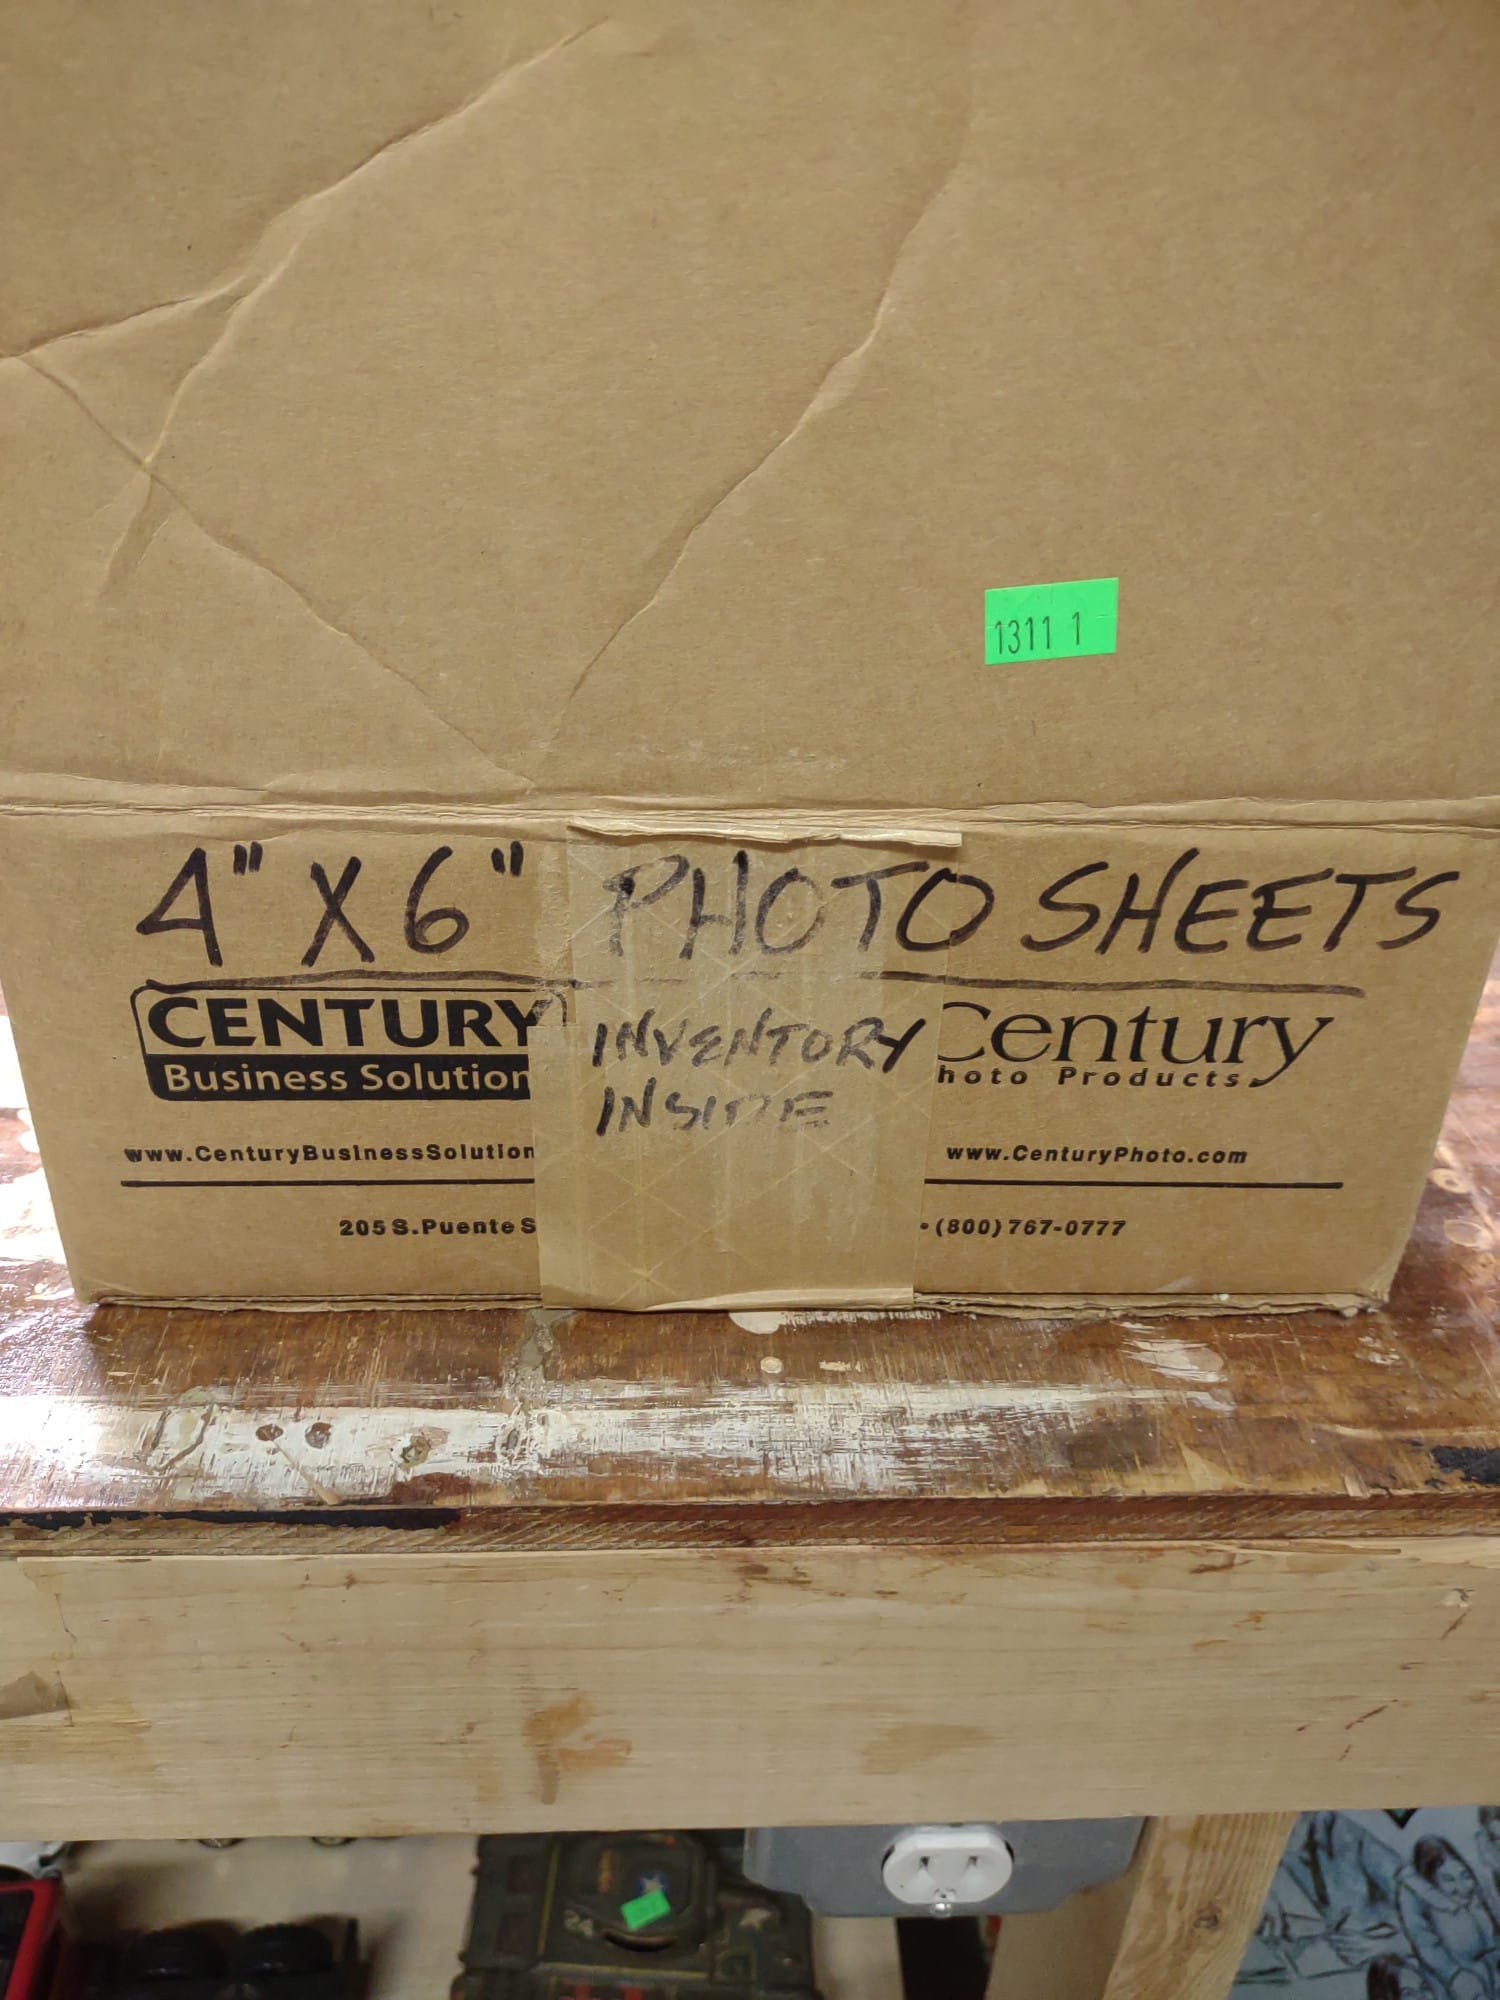 1311 1
4" X 6" PHOTO SHEETS
CENTURY
Business Solution
INVENTORY
INSIDE
Century
hoto Products
www.CenturyBusinessSolution
www.CenturyPhoto.com
205 S. Puente S
• (800) 767-0777
24